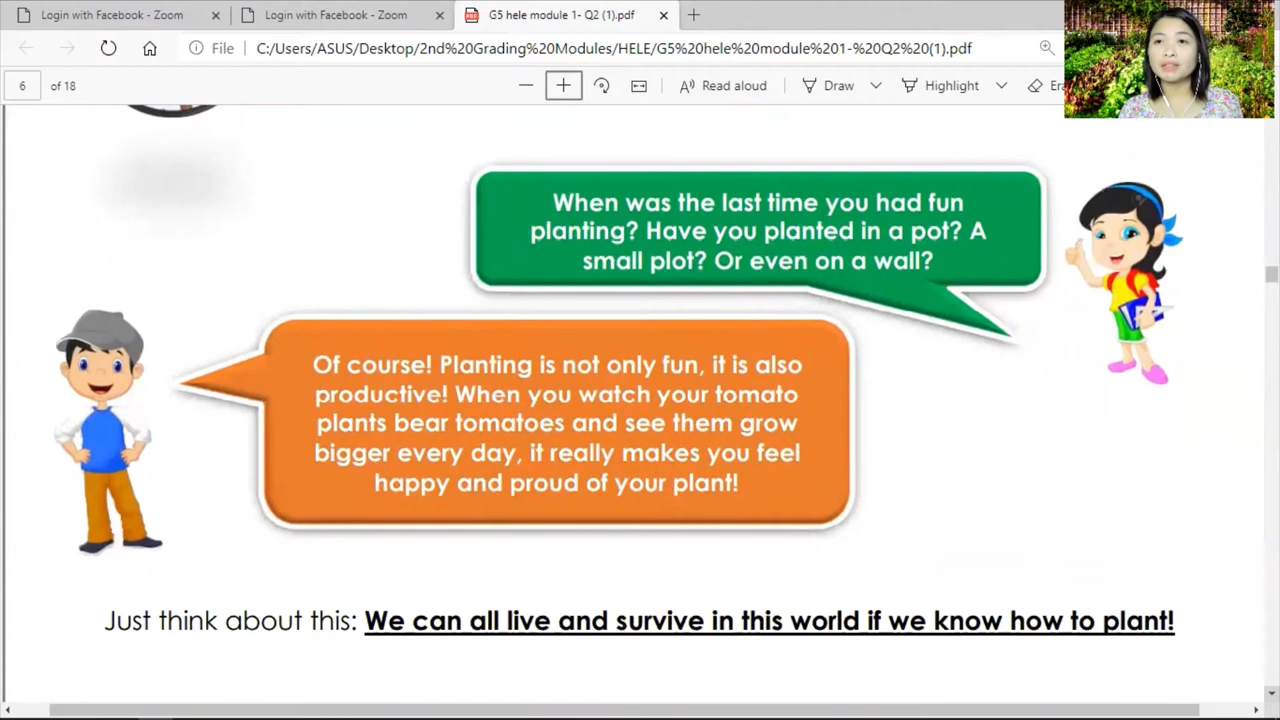 Login with Facebook - Zoom
Login with Facebook - Zoom
G5 hele module 1- Q2 (1).pdf
File
C:/Users/ASUS/Desktop/2nd%20Grading%20Modules/HELE/G5%20hele%20module%201-%20Q2%20(1).pdf
6 of 18
Read aloud
Draw
Highlight
When was the last time you had fun
planting? Have you planted in a pot? A
small plot? Or even on a wall?
Of course! Planting is not only fun, it is also
productive! When you watch your tomato
plants bear tomatoes and see them grow
bigger every day, it really makes you feel
happy and proud of your plant!
Just think about this: We can all live and survive in this world if we know how to plant!